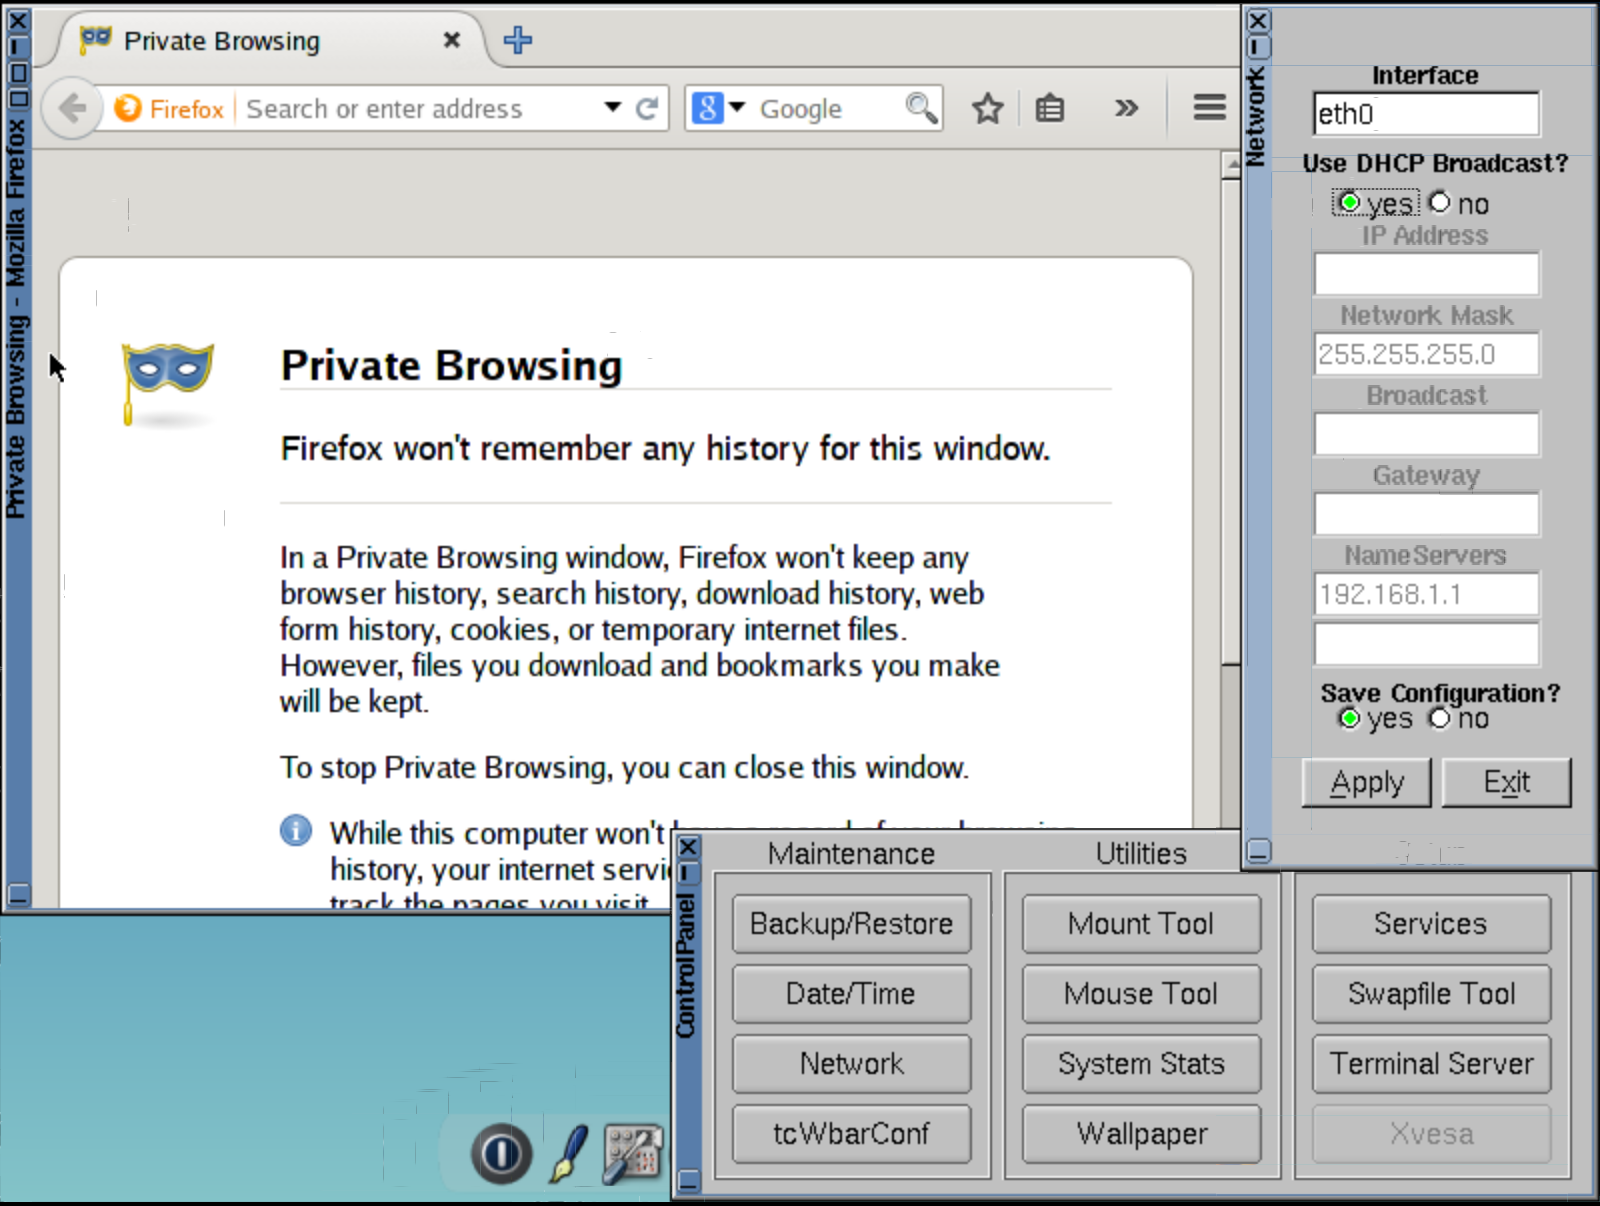 Private Browsing - Mozilla Firefox
Private Browsing
Firefox
Search or enter address
Google
Private Browsing
Firefox won't remember any history for this window.
In a Private Browsing window, Firefox won't keep any
browser history, search history, download history, web
form history, cookies, or temporary internet files.
However, files you download and bookmarks you make
will be kept.
To stop Private Browsing, you can close this window.
While this computer won't
history, your internet servi
track the pages you visit
Network
Interface
eth0
Use DHCP Broadcast?
yes no
IP Address
Network Mask
255.255.255.0
Broadcast
Gateway
NameServers
192.168.1.1
Save Configuration?
yes no
Apply Exit
ControlPanel
Maintenance
Backup/Restore
Date/Time
Network
tcWbarConf
Utilities
Mount Tool
Mouse Tool
System Stats
Wallpaper
Services
Swapfile Tool
Terminal Server
Xvesa